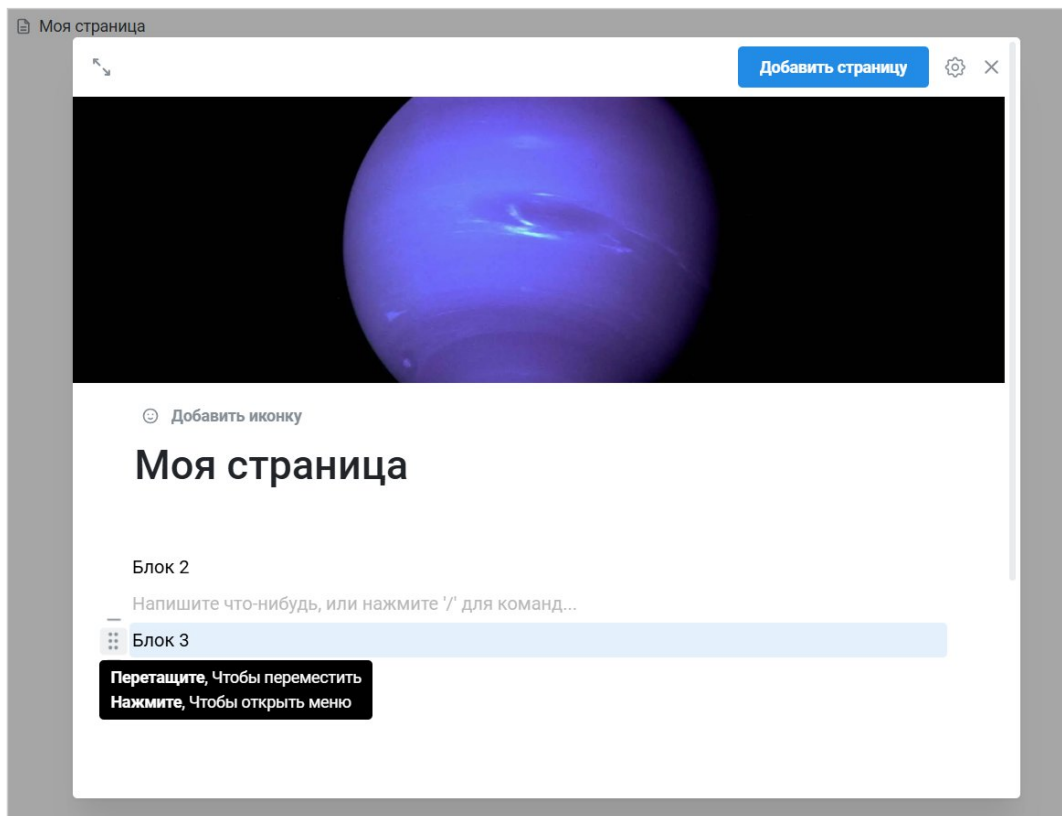 Моя страница
Добавить страницу
Добавить иконку
Моя страница
Блок 2
Напишите что-нибудь, или нажмите '/' для команд...
Блок 3
Перетащите, Чтобы переместить
Нажмите, Чтобы открыть меню